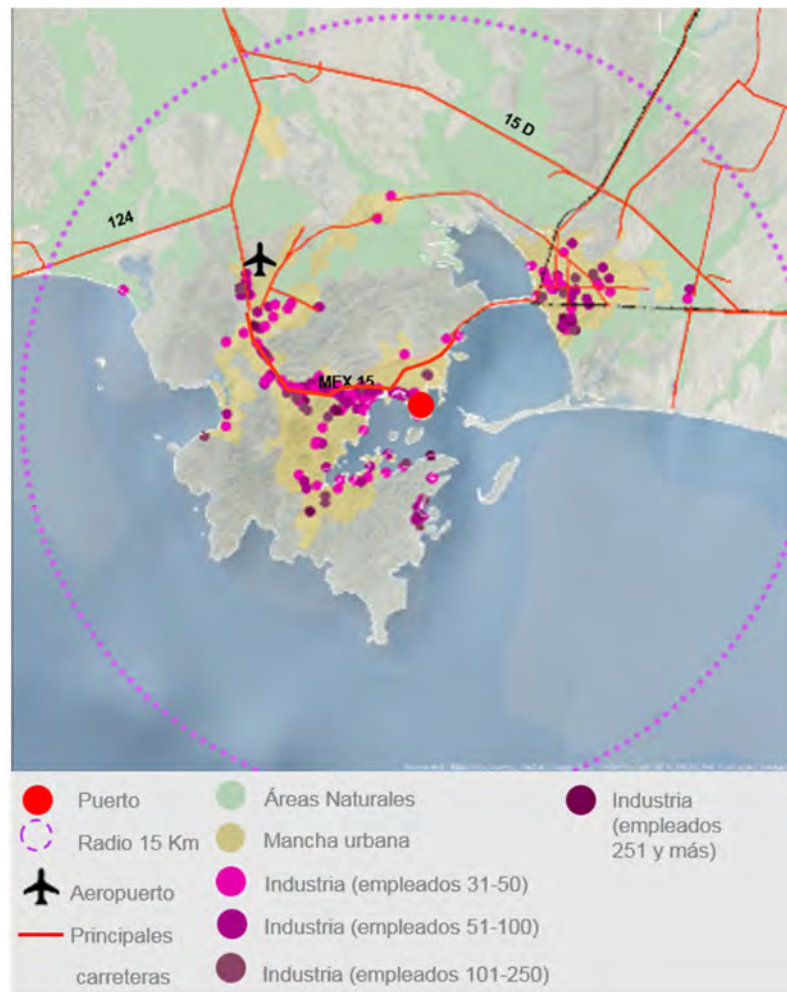 15 D
124
MEX 15
Puerto
Radio 15 Km
Aeropuerto
Principales
carreteras
Áreas Naturales
Mancha urbana
Industria (empleados 31-50)
Industria (empleados 51-100)
Industria (empleados 101-250)
Industria
(empleados
251 y más)